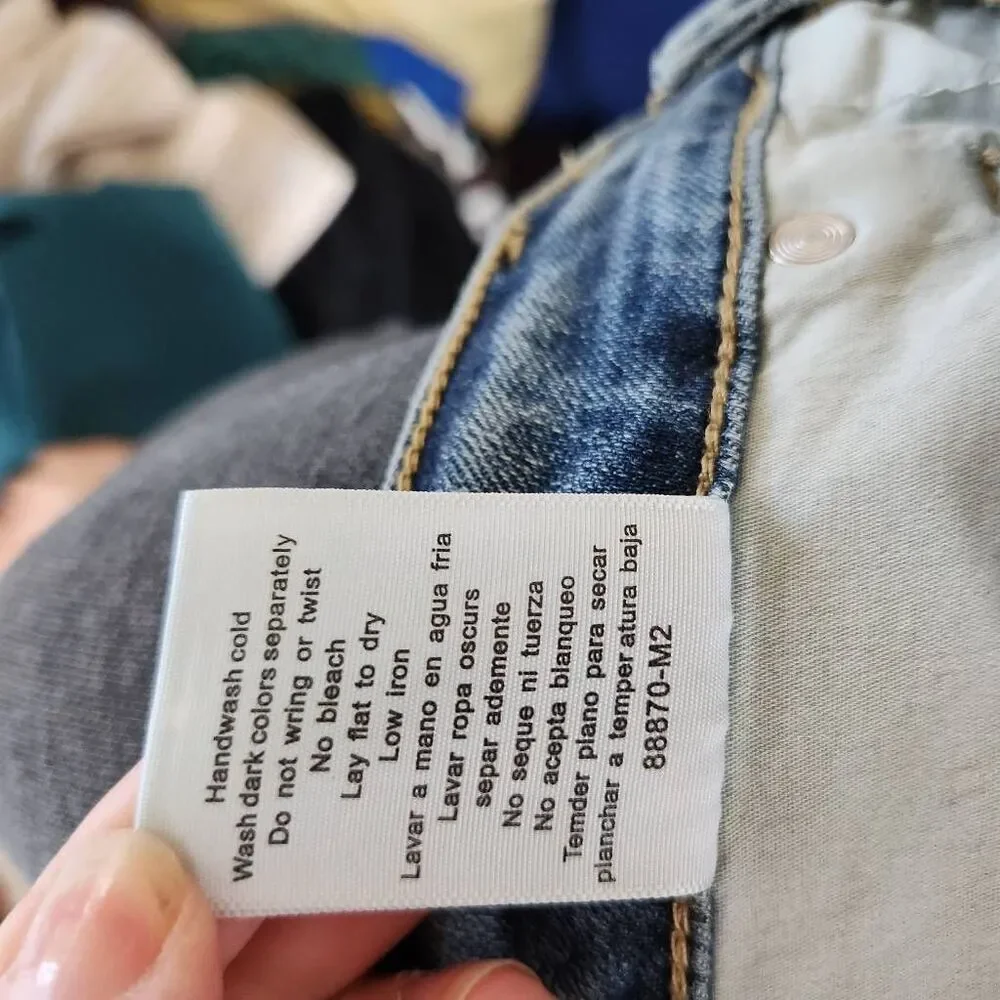 Handwash cold
Wash dark colors separately
Do not wring or twist
No bleach
Lay flat to dry
Low iron
Lavar a mano en agua fria
Lavar ropa oscurs
separ ademente
No seque ni tuerza
No acepta blanqueo
Temder plano para secar
planchar a temper atura baja
88870-M2